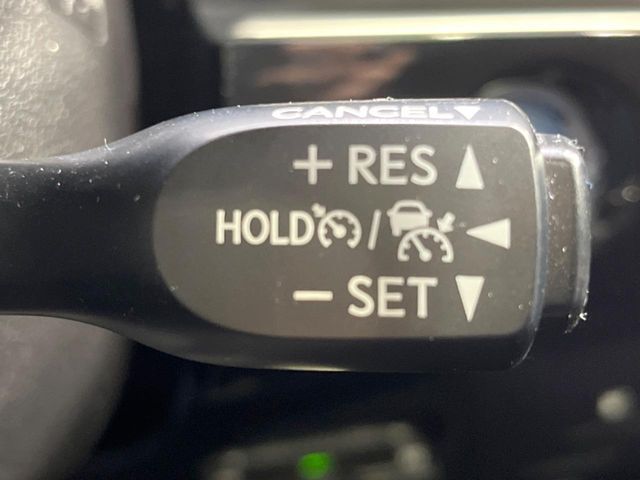 CANCEL▼
+ RES ▲
HOLD / ◀
− SET ▼